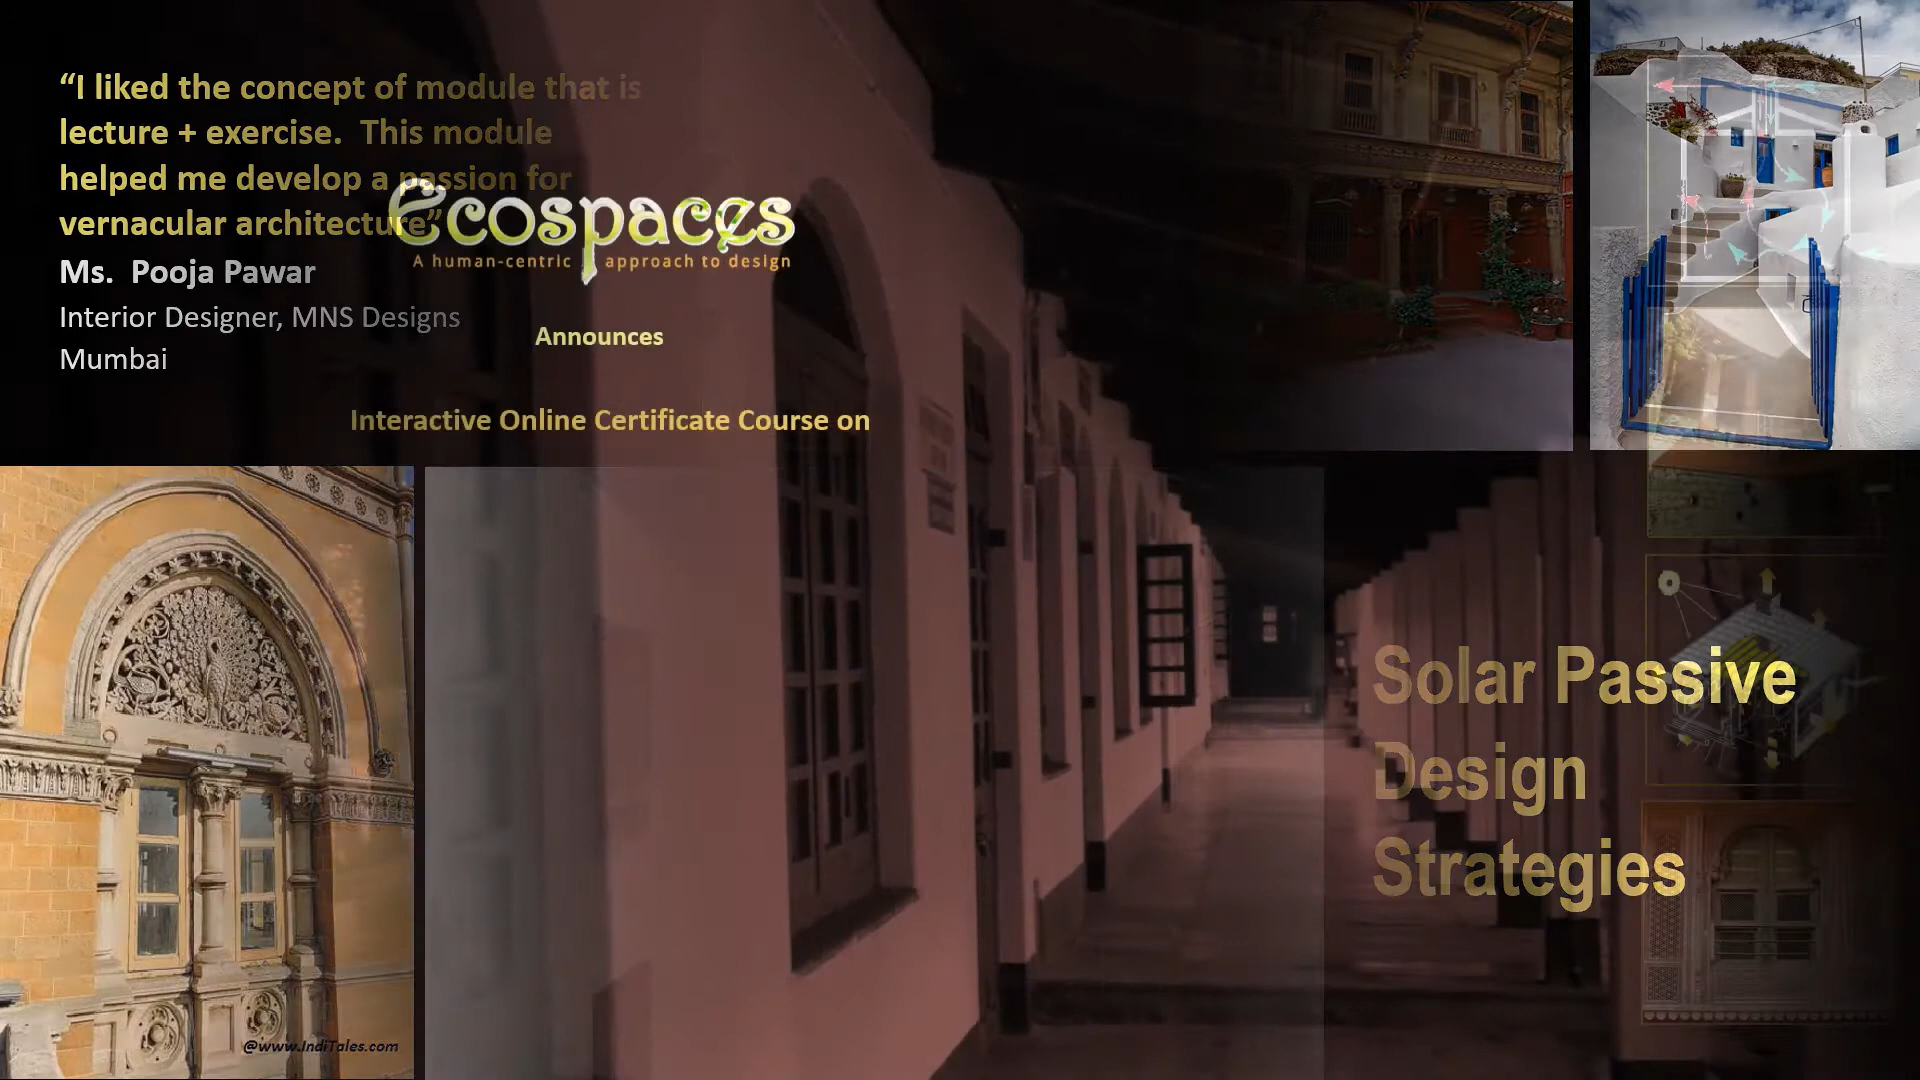 “I liked the concept of module that is
lecture + exercise.  This module
helped me develop a passion for
vernacular architecture”
Ms.  Pooja Pawar
Interior Designer, MNS Designs
Mumbai
ecospaces
A human-centric approach to design
Announces
Interactive Online Certificate Course on
Solar Passive
Design
Strategies
@www.IndiTales.com